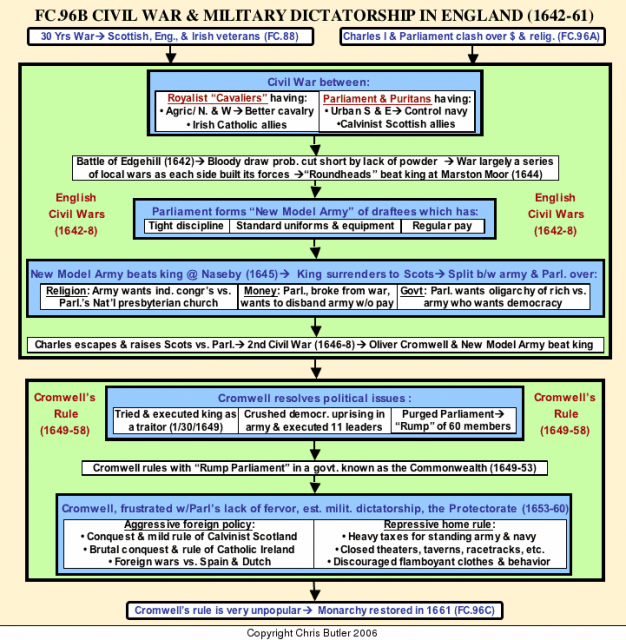 FC.96B CIVIL WAR & MILITARY DICTATORSHIP IN ENGLAND (1642-61)
30 Yrs War→ Scottish, Eng., & Irish veterans (FC.88)
Charles I & Parliament clash over $ & relig. (FC.96A)
Civil War between:
Royalist “Cavaliers” having:
• Agric/ N. & W→Better cavalry
• Irish Catholic allies
Parliament & Puritans having:
• Urban S & E→ Control navy
• Calvinist Scottish allies
Battle of Edgehill (1642)→ Bloody draw prob. cut short by lack of powder → War largely a series
of local wars as each side built its forces →“Roundheads” beat king at Marston Moor (1644)
English
Civil Wars
(1642-8)
English
Civil Wars
(1642-8)
Parliament forms “New Model Army” of draftees which has:
Tight discipline
Standard uniforms & equipment
Regular pay
New Model Army beats king @ Naseby (1645)→ King surrenders to Scots→ Split b/w army & Parl. over:
Religion: Army wants ind. congr's vs.
Parl.'s Nat'l presbyterian church
Money: Parl., broke from war,
wants to disband army w/o pay
Govt: Parl. wants oligarchy of rich vs.
army who wants democracy
Charles escapes & raises Scots vs. Parl.→ 2nd Civil War (1646-8)→ Oliver Cromwell & New Model Army beat king
Cromwell's
Rule
(1649-58)
Cromwell's
Rule
(1649-58)
Cromwell resolves political issues :
Tried & executed king as
a traitor (1/30/1649)
Crushed democr. uprising in
army & executed 11 leaders
Purged Parliament→
“Rump” of 60 members
Cromwell rules with “Rump Parliament” in a govt. known as the Commonwealth (1649-53)
Cromwell, frustrated w/Parl's lack of fervor, est. milit. dictatorship, the Protectorate (1653-60)
Aggressive foreign policy:
• Conquest & mild rule of Calvinist Scotland
• Brutal conquest & rule of Catholic Ireland
• Foreign wars vs. Spain & Dutch
Repressive home rule:
• Heavy taxes for standing army & navy
• Closed theaters, taverns, racetracks, etc.
• Discouraged flamboyant clothes & behavior
Cromwell's rule is very unpopular→ Monarchy restored in 1661 (FC.96C)
Copyright Chris Butler 2006